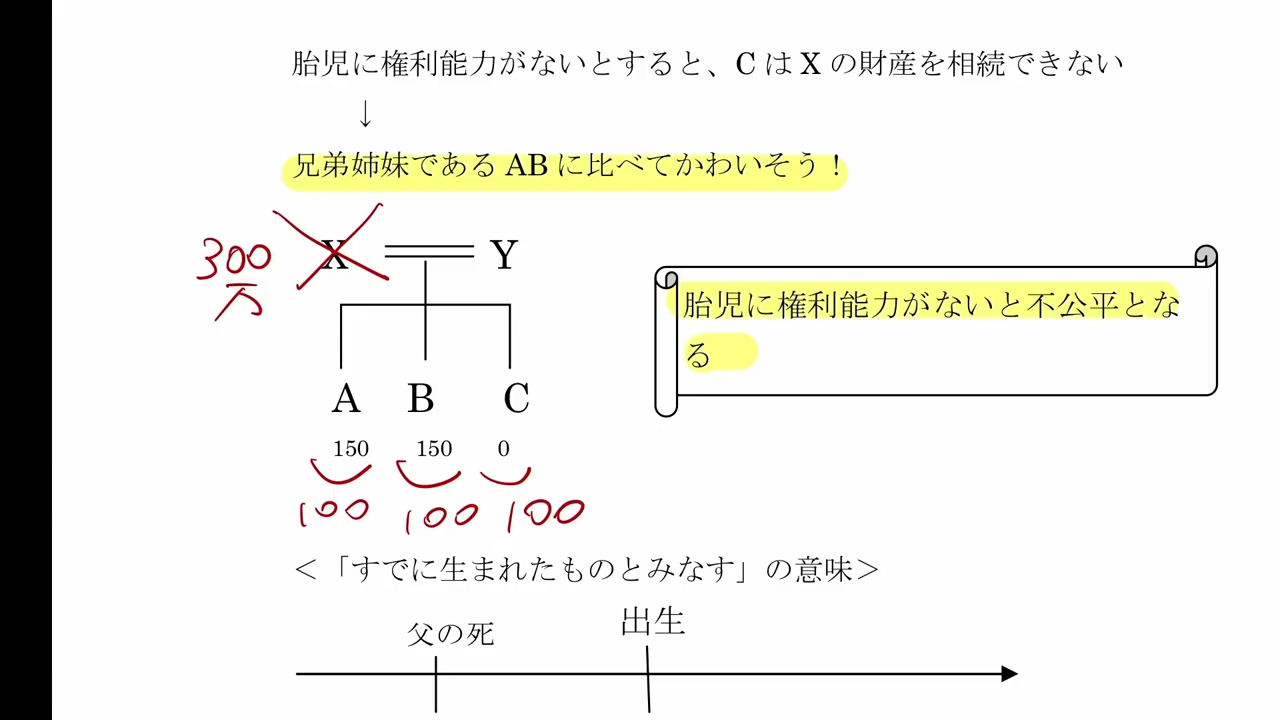 胎児に権利能力がないとすると、CはXの財産を相続できない
↓
兄弟姉妹であるABに比べてかわいそう！
300
万
X Y
胎児に権利能力がないと不公平とな
る
A B C
150 150 0
100 100 100
＜「すでに生まれたものとみなす」の意味＞
父の死 出生